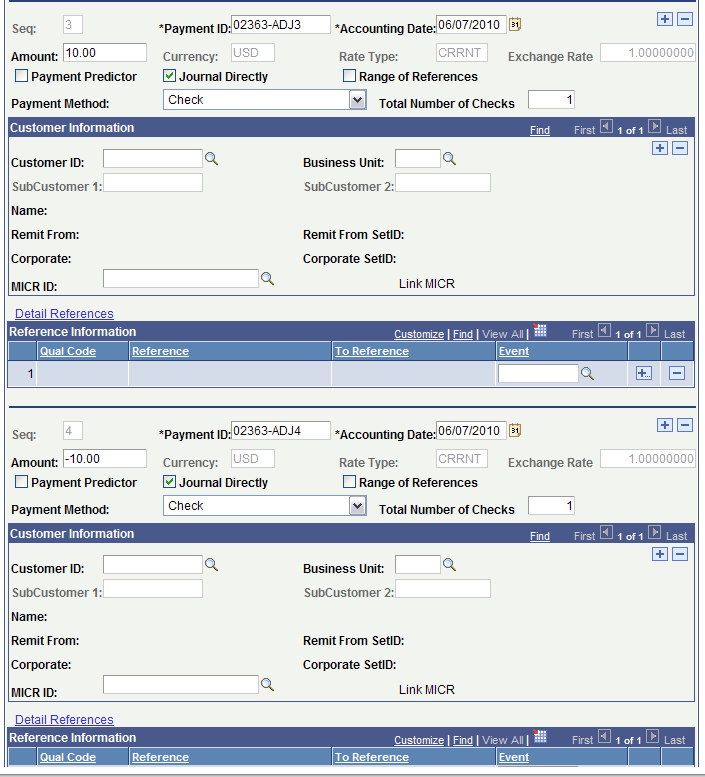 Seq: 3 *Payment ID: 02363-ADJ3 *Accounting Date: 06/07/2010 31
Amount: 10.00 Currency: USD Rate Type: CRRNT Exchange Rate 1.00000000
Payment Predictor Journal Directly Range of References
Payment Method: Check Total Number of Checks 1
Customer Information Find First 1 of 1 Last
Customer ID: Business Unit:
SubCustomer 1: SubCustomer 2:
Name:
Remit From: Remit From SetID:
Corporate: Corporate SetID:
MICR ID: Link MICR
Detail References
Reference Information Customize | Find | View All | First 1 of 1 Last
Qual Code Reference To Reference Event
1
Seq: 4 *Payment ID: 02363-ADJ4 *Accounting Date: 06/07/2010 31
Amount: -10.00 Currency: USD Rate Type: CRRNT Exchange Rate 1.00000000
Payment Predictor Journal Directly Range of References
Payment Method: Check Total Number of Checks 1
Customer Information Find First 1 of 1 Last
Customer ID: Business Unit:
SubCustomer 1: SubCustomer 2:
Name:
Remit From: Remit From SetID:
Corporate: Corporate SetID:
MICR ID: Link MICR
Detail References
Reference Information Customize | Find | View All | First 1 of 1 Last
Qual Code Reference To Reference Event